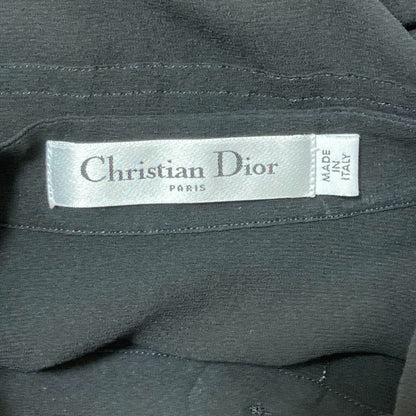 Christian Dior
PARIS
MADE
IN
ITALY